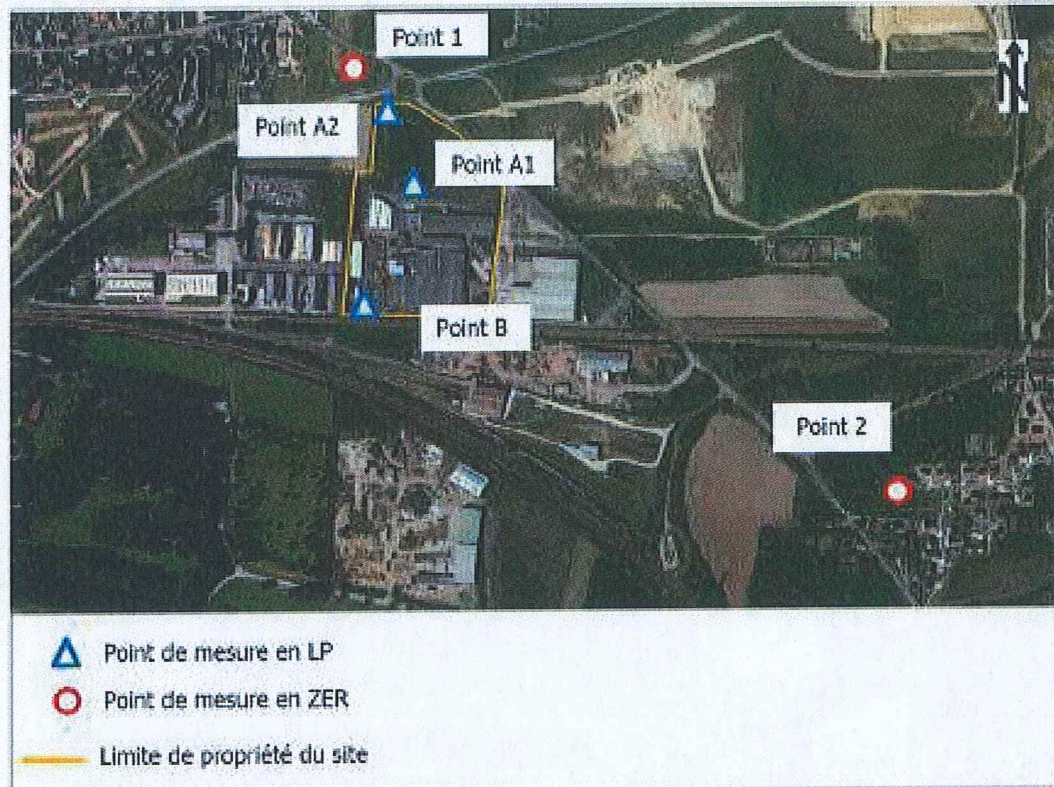 Point 1
N
Point A2
Point A1
Point B
Point 2
Point de mesure en LP
Point de mesure en ZER
Limite de propriété du site